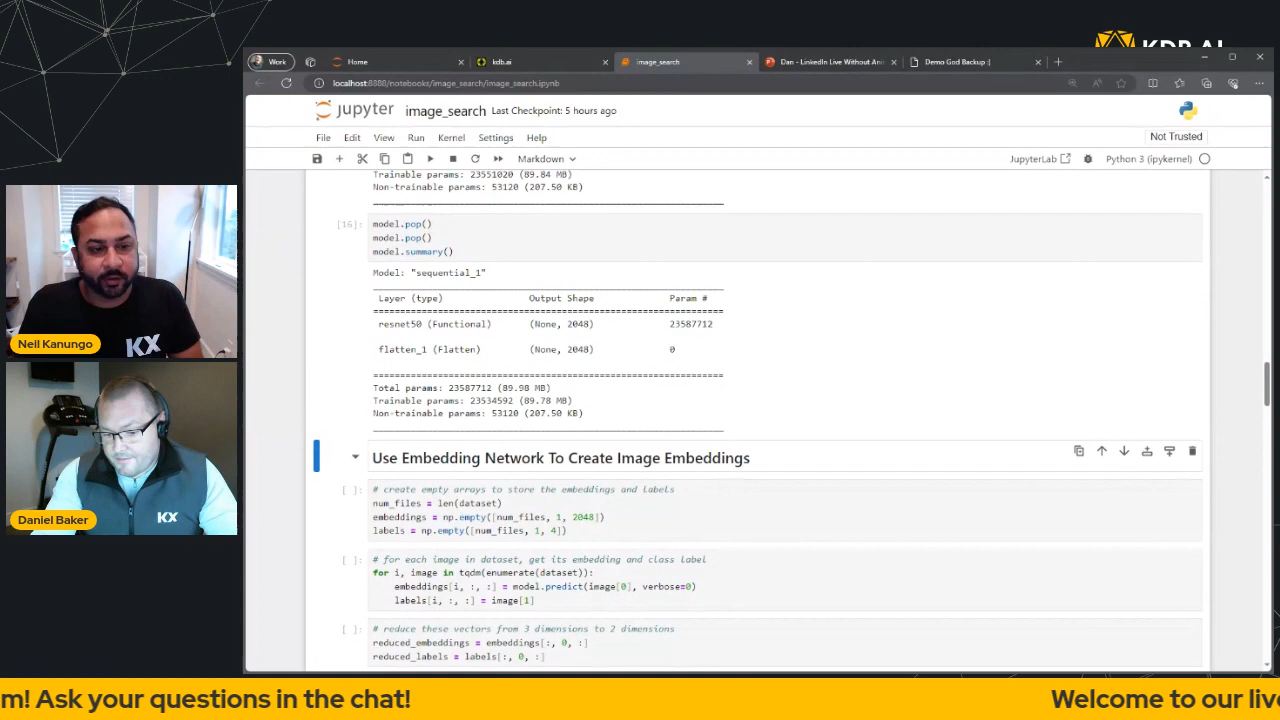 KDB.AI
Work
Home
kdb.ai
image_search
Dan - LinkedIn Live Without Ani
Demo God Backup :)
localhost:8888/notebooks/image_search/image_search.ipynb
jupyter image_search Last Checkpoint: 5 hours ago
File Edit View Run Kernel Settings Help
Not Trusted
Markdown
JupyterLab
Python 3 (ipykernel)
Trainable params: 23551020 (89.84 MB)
Non-trainable params: 53120 (207.50 KB)
[16]:
model.pop()
model.pop()
model.summary()
Model: "sequential_1"
Layer (type) Output Shape Param #
resnet50 (Functional) (None, 2048) 23587712
flatten_1 (Flatten) (None, 2048) 0
Total params: 23587712 (89.98 MB)
Trainable params: 23534592 (89.78 MB)
Non-trainable params: 53120 (207.50 KB)
Use Embedding Network To Create Image Embeddings
[ ]:
# create empty arrays to store the embeddings and labels
num_files = len(dataset)
embeddings = np.empty([num_files, 1, 2048])
labels = np.empty([num_files, 1, 4])
[ ]:
# for each image in dataset, get its embedding and class label
for i, image in tqdm(enumerate(dataset)):
embeddings[i, :, :] = model.predict(image[0], verbose=0)
labels[i, :, :] = image[1]
[ ]:
# reduce these vectors from 3 dimensions to 2 dimensions
reduced_embeddings = embeddings[:, 0, :]
reduced_labels = labels[:, 0, :]
KX
Neil Kanungo
KX
Daniel Baker
m! Ask your questions in the chat!
Welcome to our live